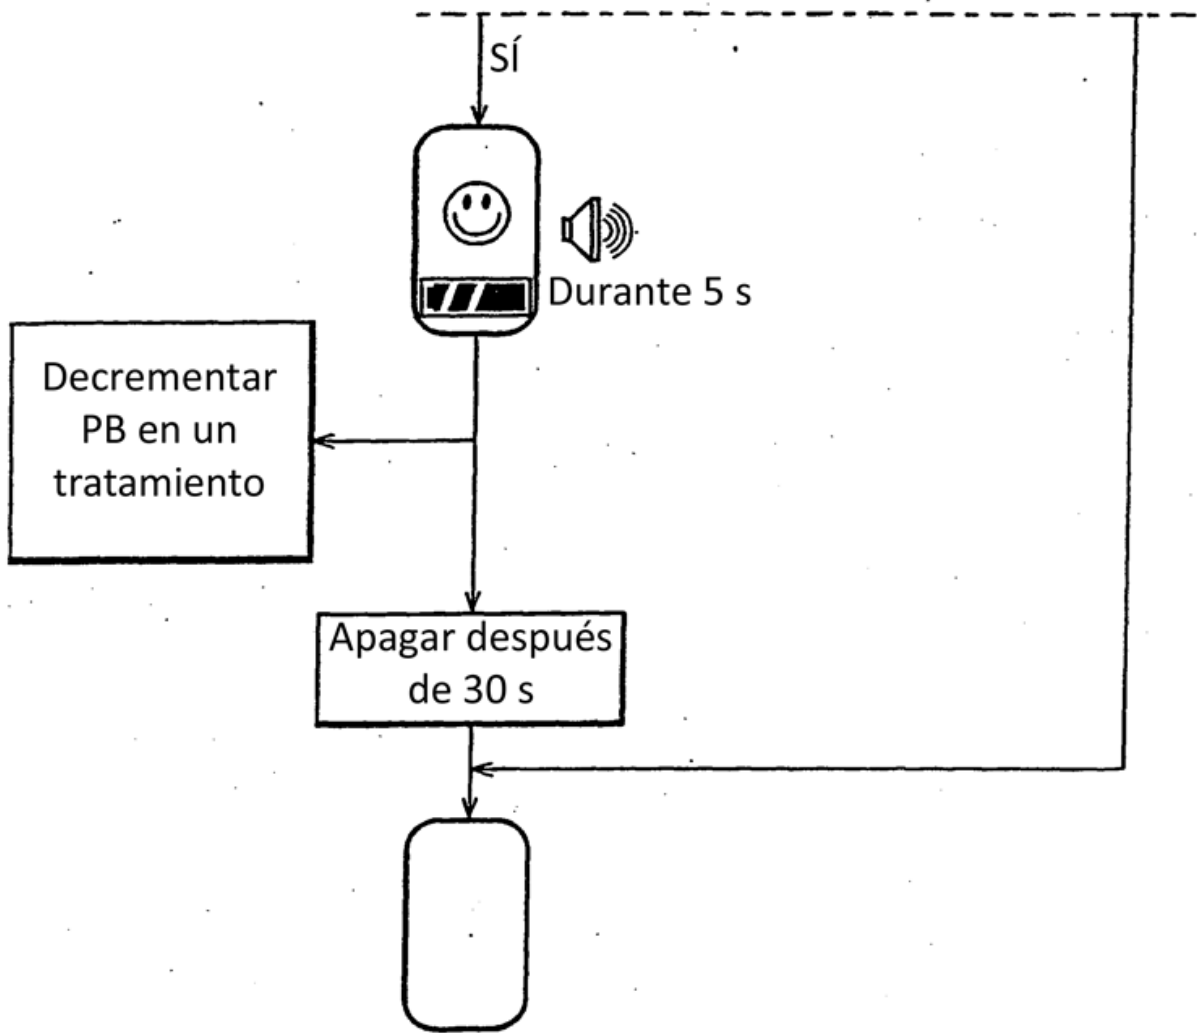 SÍ
Durante 5 s
Decrementar
PB en un
tratamiento
Apagar después
de 30 s